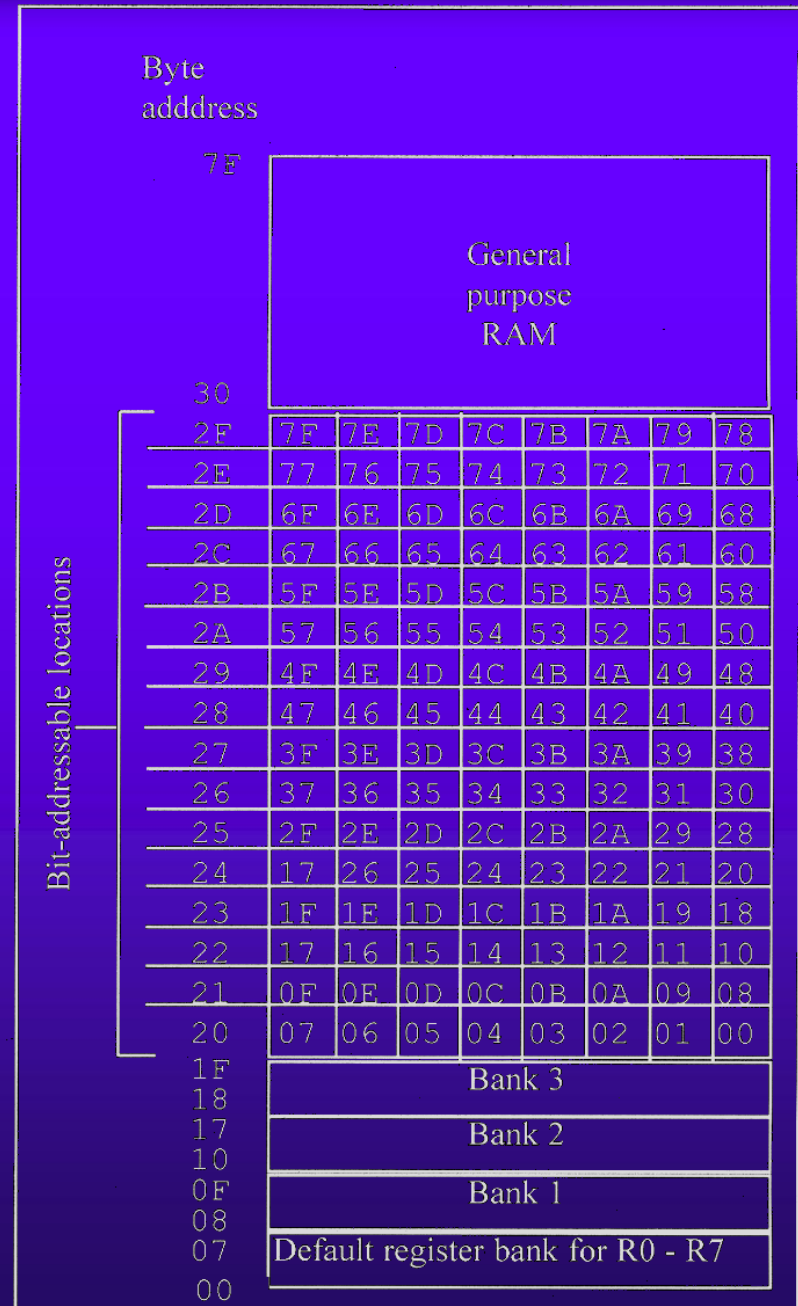 Byte
adddress
7F
General
purpose
RAM
30
2F 7F 7E 7D 7C 7B 7A 79 78
2E 77 76 75 74 73 72 71 70
2D 6F 6E 6D 6C 6B 6A 69 68
2C 67 66 65 64 63 62 61 60
2B 5F 5E 5D 5C 5B 5A 59 58
2A 57 56 55 54 53 52 51 50
29 4F 4E 4D 4C 4B 4A 49 48
28 47 46 45 44 43 42 41 40
27 3F 3E 3D 3C 3B 3A 39 38
26 37 36 35 34 33 32 31 30
25 2F 2E 2D 2C 2B 2A 29 28
24 17 26 25 24 23 22 21 20
23 1F 1E 1D 1C 1B 1A 19 18
22 17 16 15 14 13 12 11 10
21 0F 0E 0D 0C 0B 0A 09 08
20 07 06 05 04 03 02 01 00
Bit-addressable locations
1F Bank 3
18
17 Bank 2
10
0F Bank 1
08
07 Default register bank for R0 - R7
00